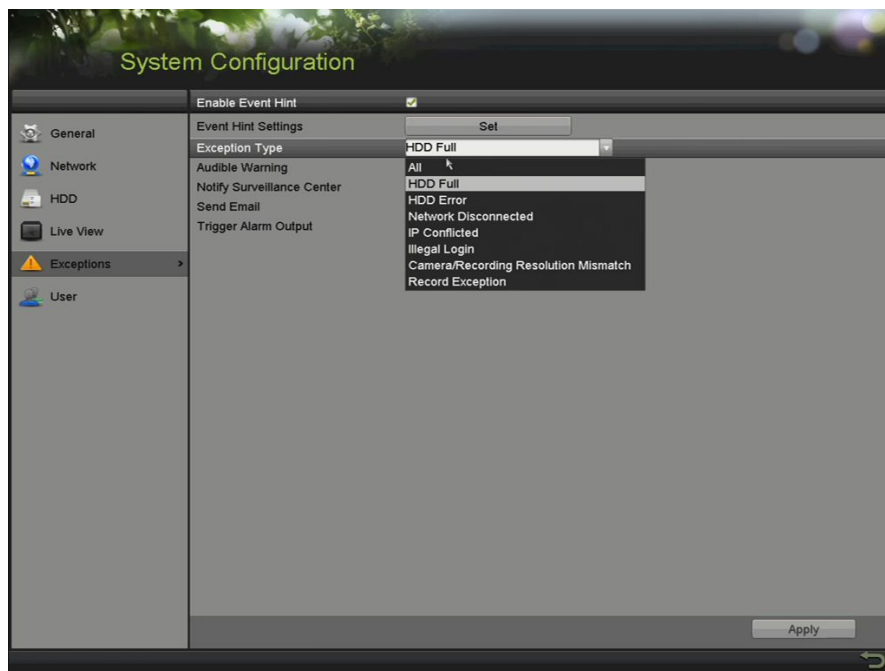 System Configuration
Enable Event Hint
General
Network
HDD
Live View
Exceptions >
User
Event Hint Settings Set
Exception Type HDD Full
Audible Warning
Notify Surveillance Center
Send Email
Trigger Alarm Output
All
HDD Full
HDD Error
Network Disconnected
IP Conflicted
Illegal Login
Camera/Recording Resolution Mismatch
Record Exception
Apply